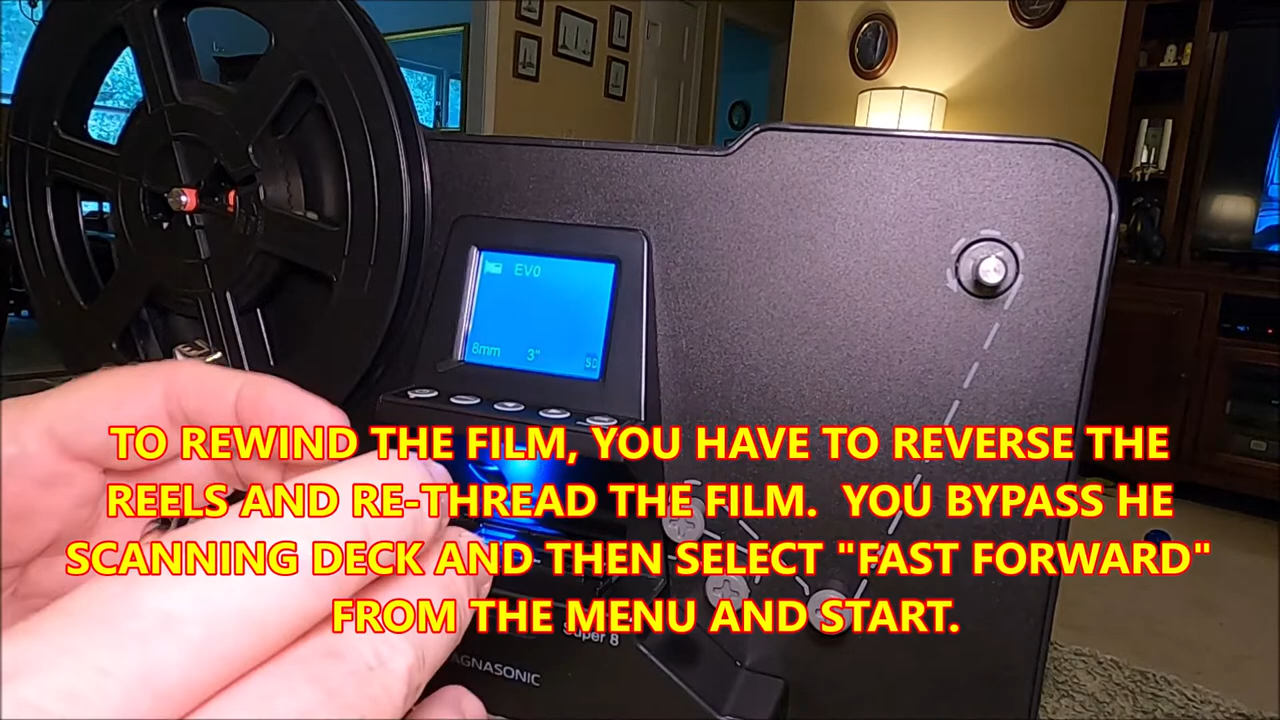 EV0
8mm 3" SD
TO REWIND THE FILM, YOU HAVE TO REVERSE THE
REELS AND RE-THREAD THE FILM.  YOU BYPASS HE
SCANNING DECK AND THEN SELECT "FAST FORWARD"
FROM THE MENU AND START.
Super 8
AGNASONIC